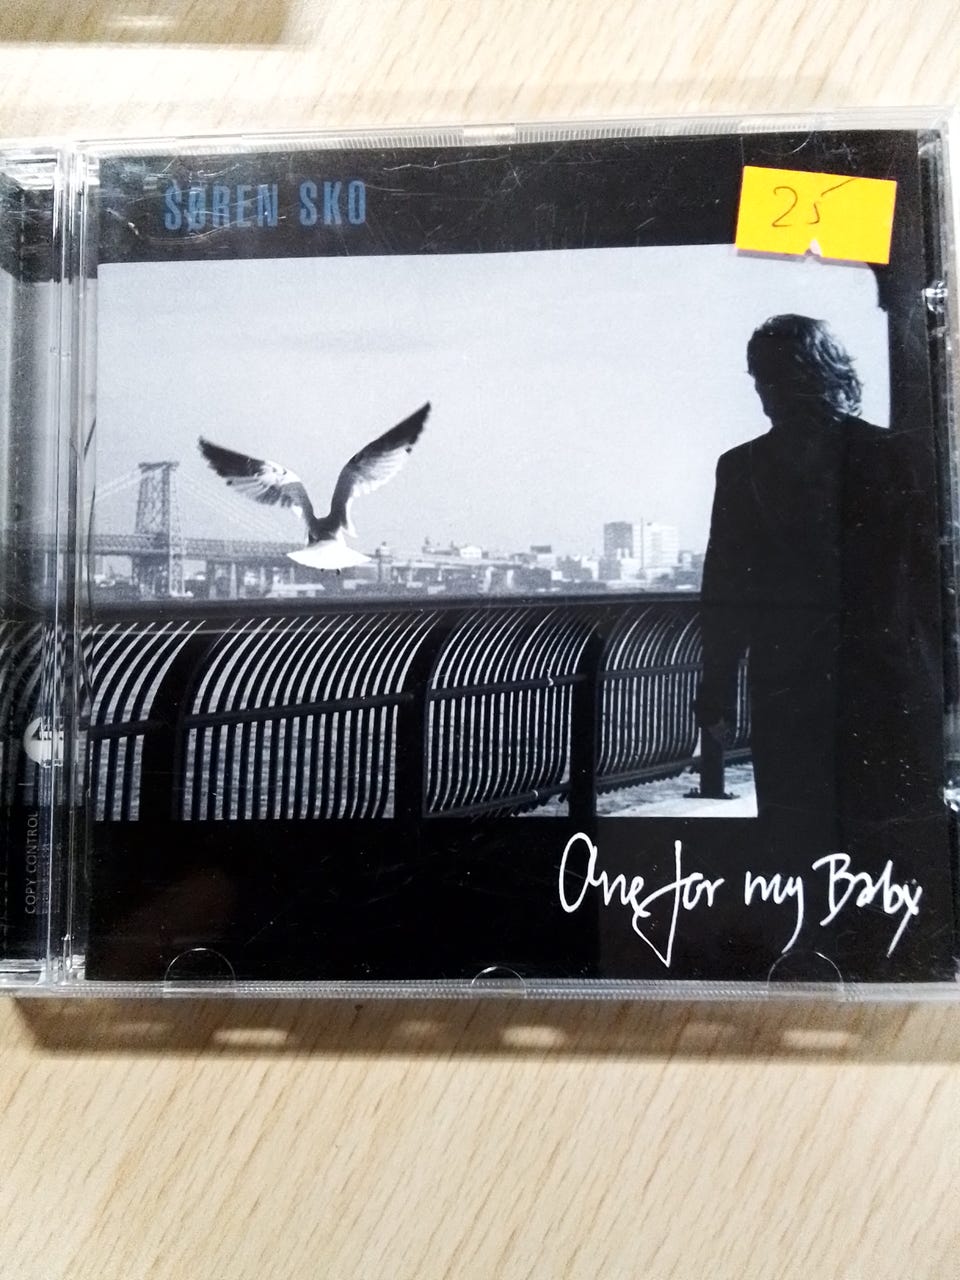 SØREN SKO
25
One for my Baby
COPY CONTROL